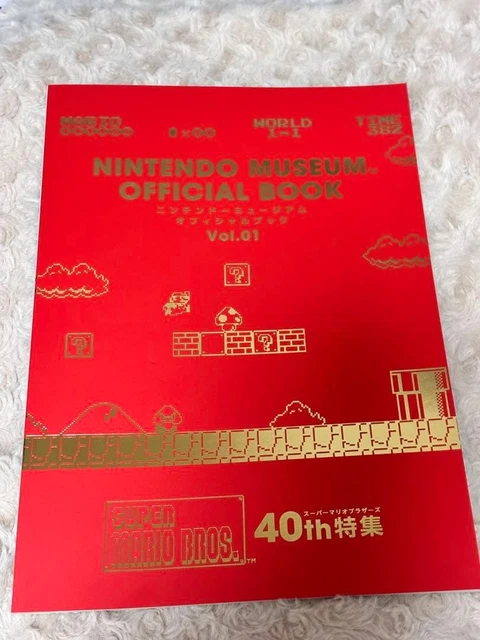 MARIO WORLD TIME
000000 0×00 1-1 382
NINTENDO MUSEUM
OFFICIAL BOOK
ニンテンドーミュージアム
オフィシャルブック
Vol.01
?
?
?
SUPER
MARIO BROS.™
スーパーマリオブラザーズ
40th特集